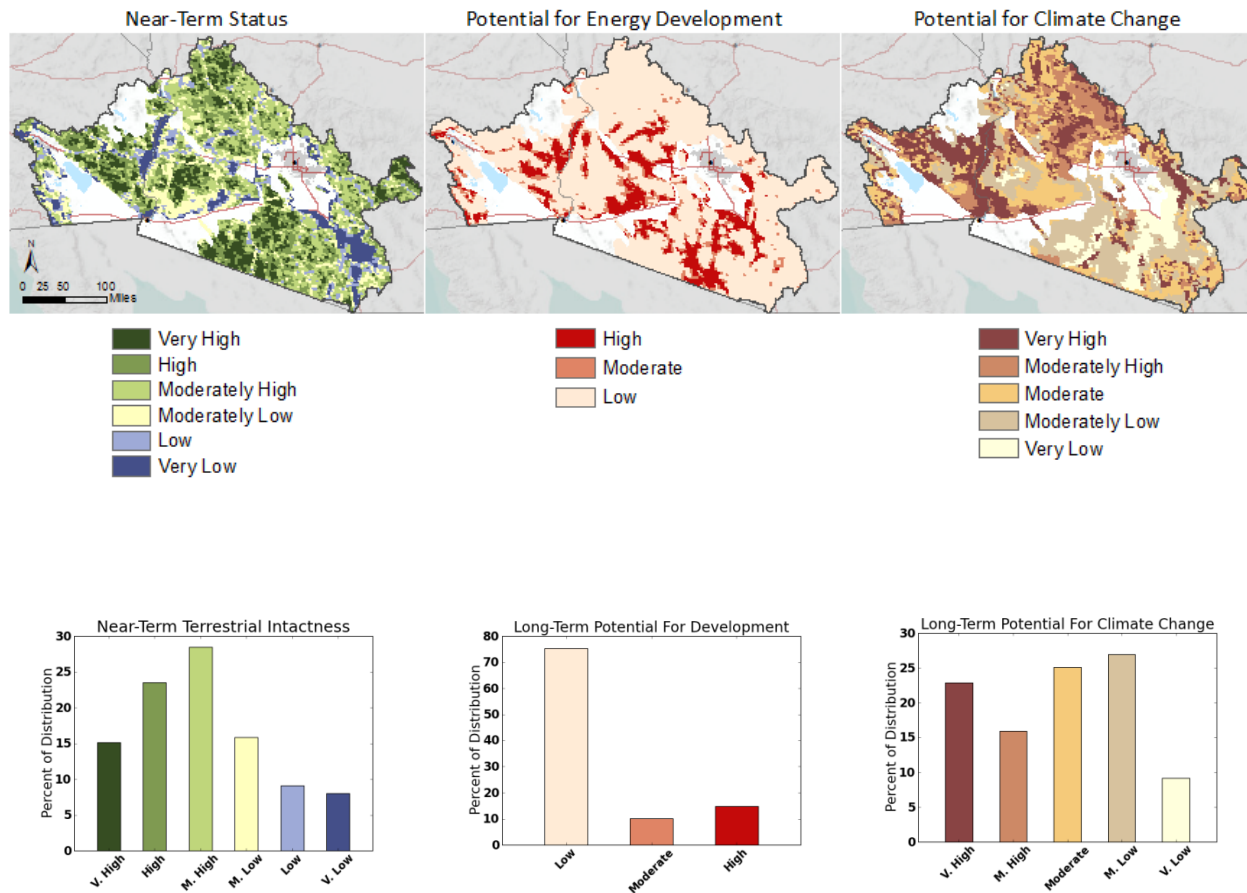 Near-Term Status
Potential for Energy Development
Potential for Climate Change
N
0 25 50 100
Miles
Very High
High
Moderately High
Moderately Low
Low
Very Low
High
Moderate
Low
Very High
Moderately High
Moderate
Moderately Low
Very Low
Near-Term Terrestrial Intactness
Percent of Distribution
30
25
20
15
10
5
0
V. High
High
M. High
M. Low
Low
V. Low
Long-Term Potential For Development
Percent of Distribution
80
70
60
50
40
30
20
10
0
Low
Moderate
High
Long-Term Potential For Climate Change
Percent of Distribution
30
25
20
15
10
5
0
V. High
M. High
Moderate
M. Low
V. Low